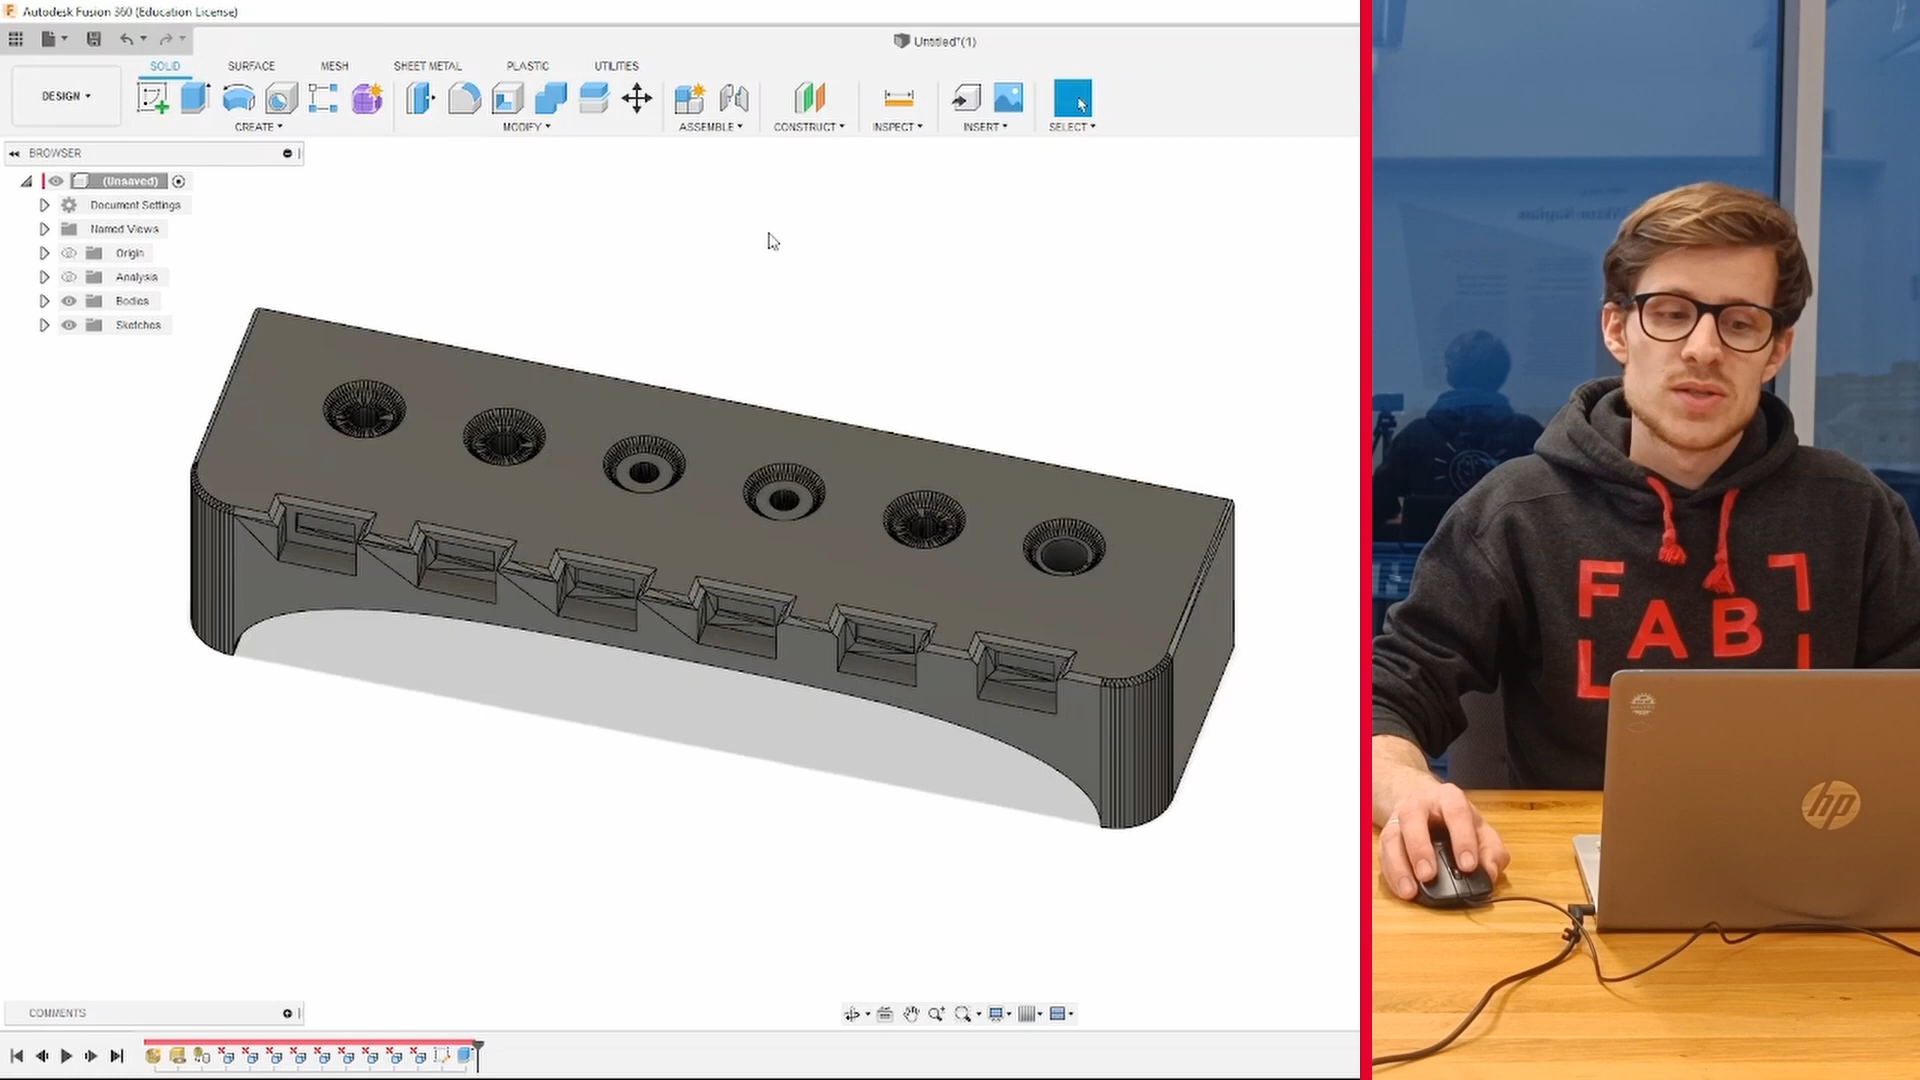 Autodesk Fusion 360 (Education License)
Untitled*(1)
SOLID SURFACE MESH SHEET METAL PLASTIC UTILITIES
DESIGN
CREATE MODIFY ASSEMBLE CONSTRUCT INSPECT INSERT SELECT
BROWSER
(Unsaved)
Document Settings
Named Views
Origin
Analysis
Bodies
Sketches
COMMENTS
F
AB
hp